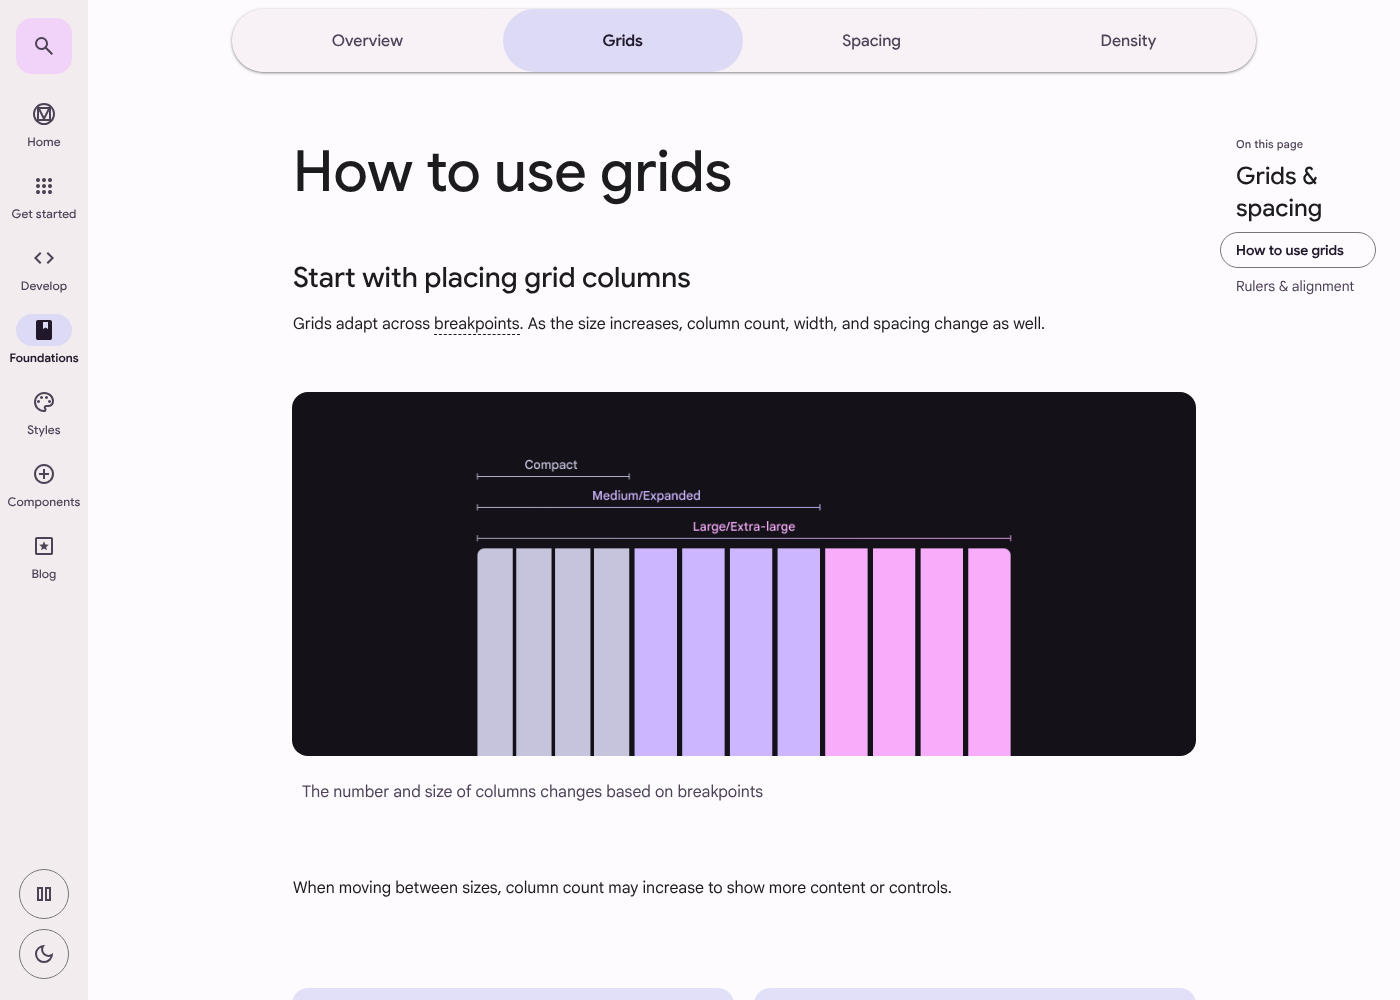 Overview
Grids
Spacing
Density
Home
Get started
Develop
Foundations
Styles
Components
Blog
How to use grids
Start with placing grid columns
Grids adapt across breakpoints. As the size increases, column count, width, and spacing change as well.
Compact
Medium/Expanded
Large/Extra-large
The number and size of columns changes based on breakpoints
When moving between sizes, column count may increase to show more content or controls.
On this page
Grids &
spacing
How to use grids
Rulers & alignment